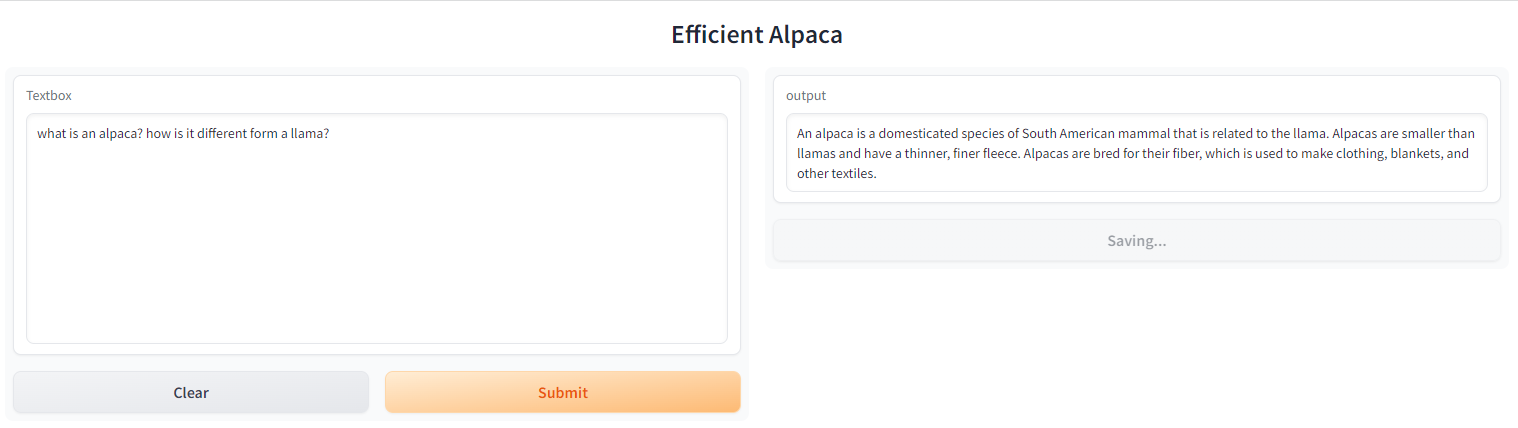 Efficient Alpaca
Textbox
what is an alpaca? how is it different form a llama?
Clear
Submit
output
An alpaca is a domesticated species of South American mammal that is related to the llama. Alpacas are smaller than
llamas and have a thinner, finer fleece. Alpacas are bred for their fiber, which is used to make clothing, blankets, and
other textiles.
Saving...